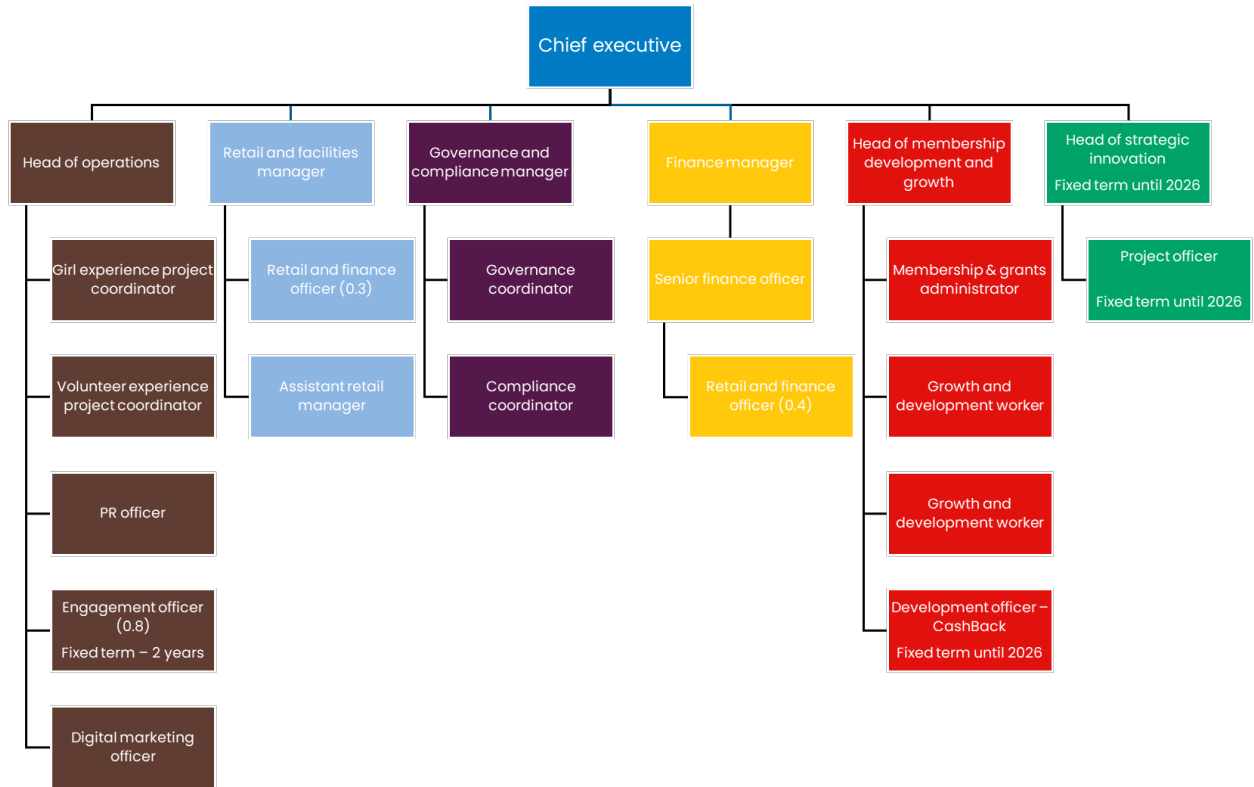 Chief executive
Head of operations
Retail and facilities
manager
Governance and
compliance manager
Finance manager
Head of membership
development and
growth
Head of strategic
innovation
Fixed term until 2026
Girl experience project
coordinator
Retail and finance
officer (0.3)
Governance
coordinator
Senior finance officer
Membership & grants
administrator
Project officer
Fixed term until 2026
Volunteer experience
project coordinator
Assistant retail
manager
Compliance
coordinator
Retail and finance
officer (0.4)
Growth and
development worker
PR officer
Growth and
development worker
Engagement officer
(0.8)
Fixed term – 2 years
Development officer –
CashBack
Fixed term until 2026
Digital marketing
officer